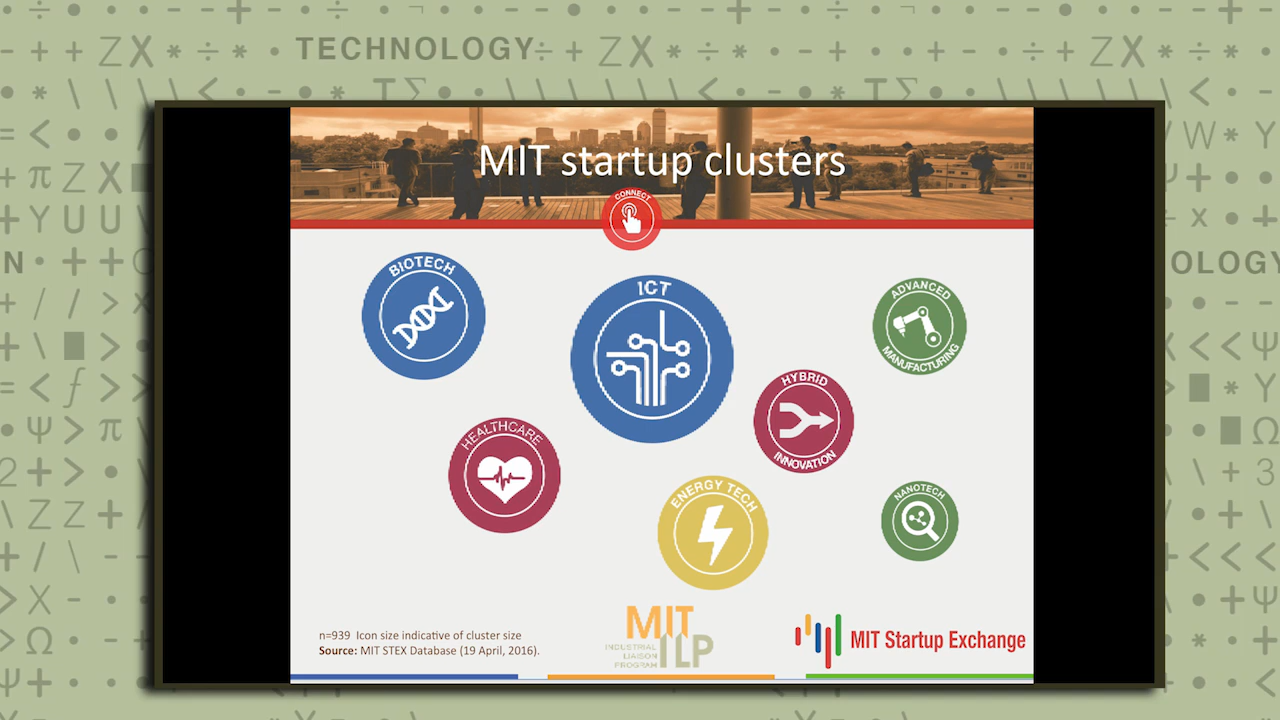 TECHNOLOGY
MIT startup clusters
CONNECT
BIOTECH
ICT
ADVANCED
MANUFACTURING
HYBRID
INNOVATION
HEALTHCARE
ENERGY TECH
NANOTECH
n=939 Icon size indicative of cluster size
Source: MIT STEX Database (19 April, 2016).
MIT
INDUSTRIAL
LIAISON
PROGRAM
ILP
MIT Startup Exchange
OLOGY